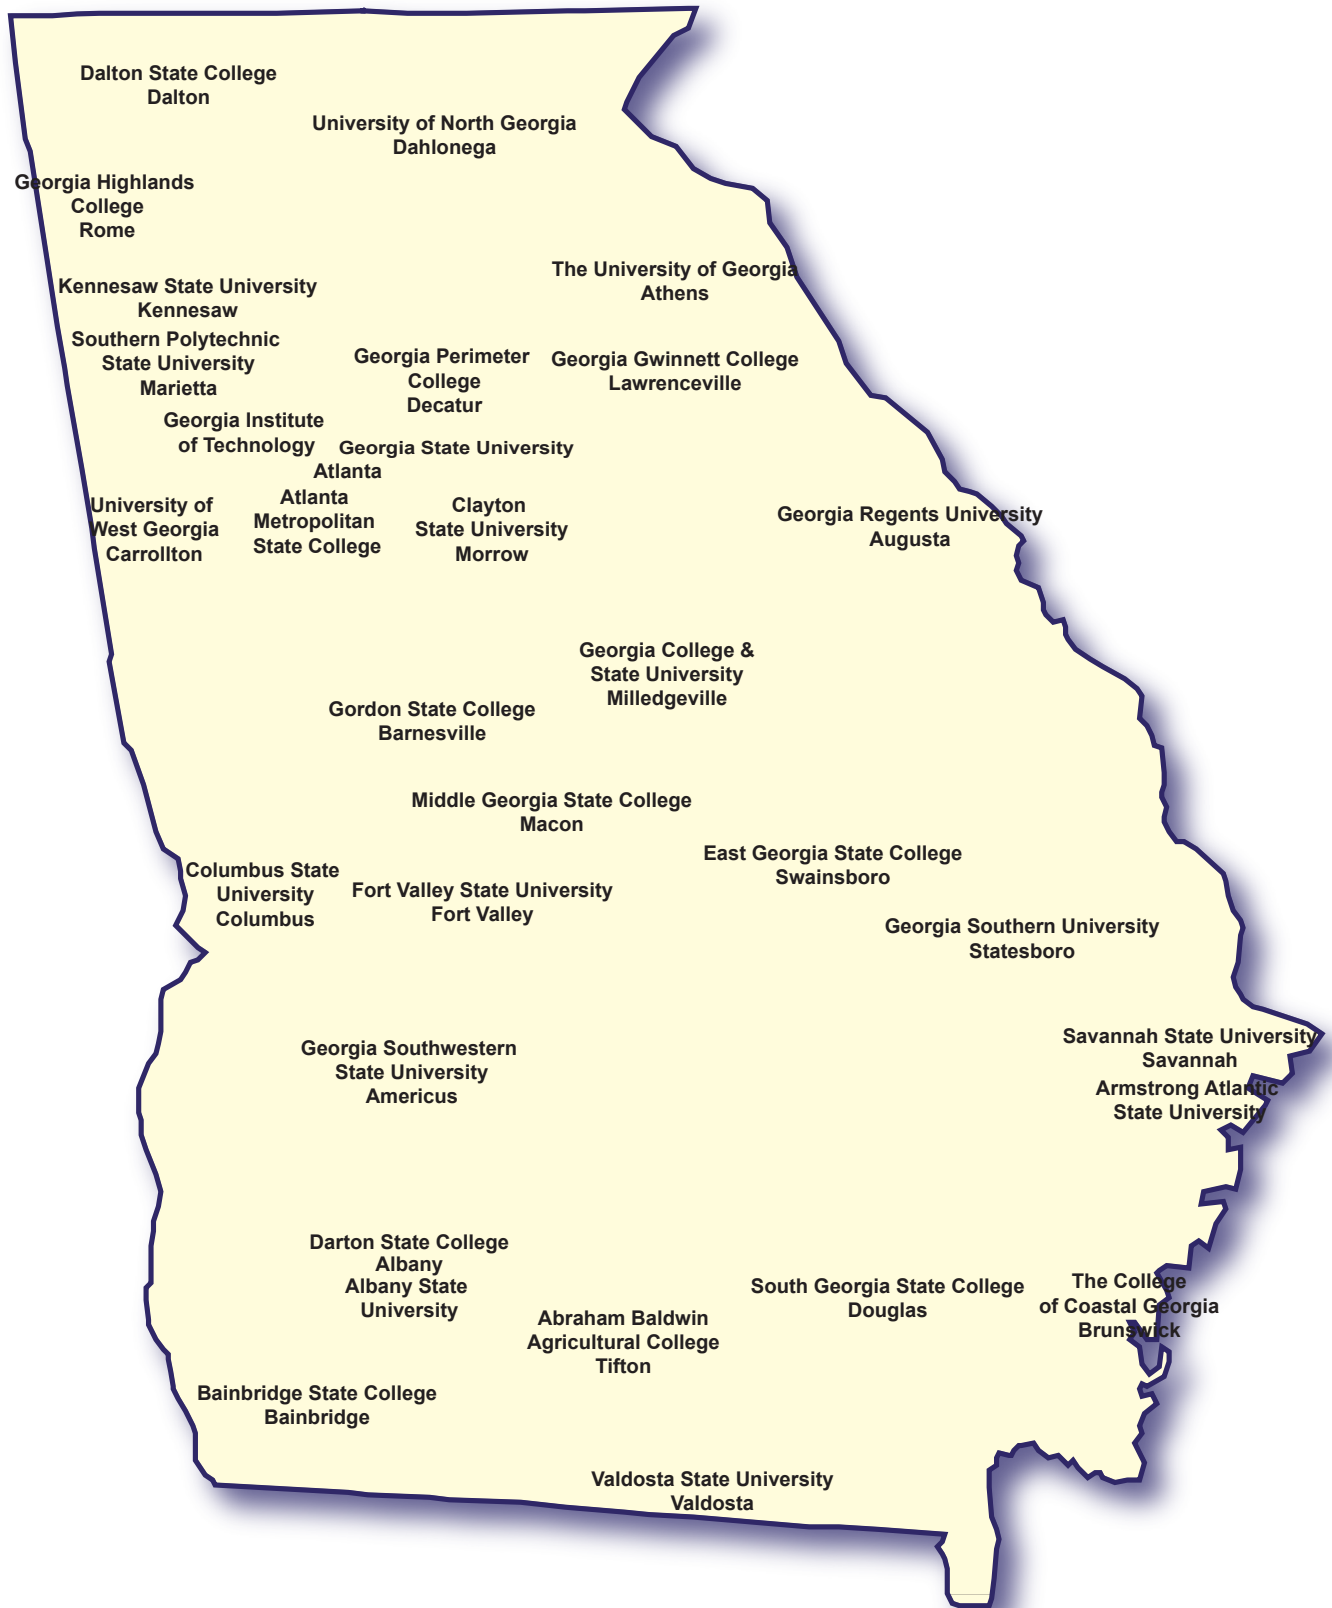 Dalton State College
Dalton
University of North Georgia
Dahlonega
Georgia Highlands
College
Rome
The University of Georgia
Athens
Kennesaw State University
Kennesaw
Southern Polytechnic
State University
Marietta
Georgia Perimeter
College
Decatur
Georgia Gwinnett College
Lawrenceville
Georgia Institute
of Technology
Georgia State University
Atlanta
University of
West Georgia
Carrollton
Atlanta
Metropolitan
State College
Clayton
State University
Morrow
Georgia Regents University
Augusta
Georgia College &
State University
Milledgeville
Gordon State College
Barnesville
Middle Georgia State College
Macon
East Georgia State College
Swainsboro
Columbus State
University
Columbus
Fort Valley State University
Fort Valley
Georgia Southern University
Statesboro
Savannah State University
Savannah
Armstrong Atlantic
State University
Georgia Southwestern
State University
Americus
Darton State College
Albany
Albany State
University
South Georgia State College
Douglas
The College
of Coastal Georgia
Brunswick
Abraham Baldwin
Agricultural College
Tifton
Bainbridge State College
Bainbridge
Valdosta State University
Valdosta